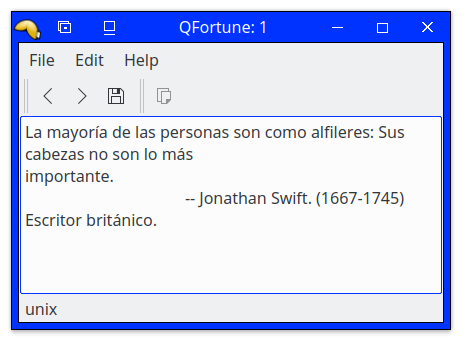 QFortune: 1
File Edit Help
La mayoría de las personas son como alfileres: Sus
cabezas no son lo más
importante.
-- Jonathan Swift. (1667-1745)
Escritor británico.
unix